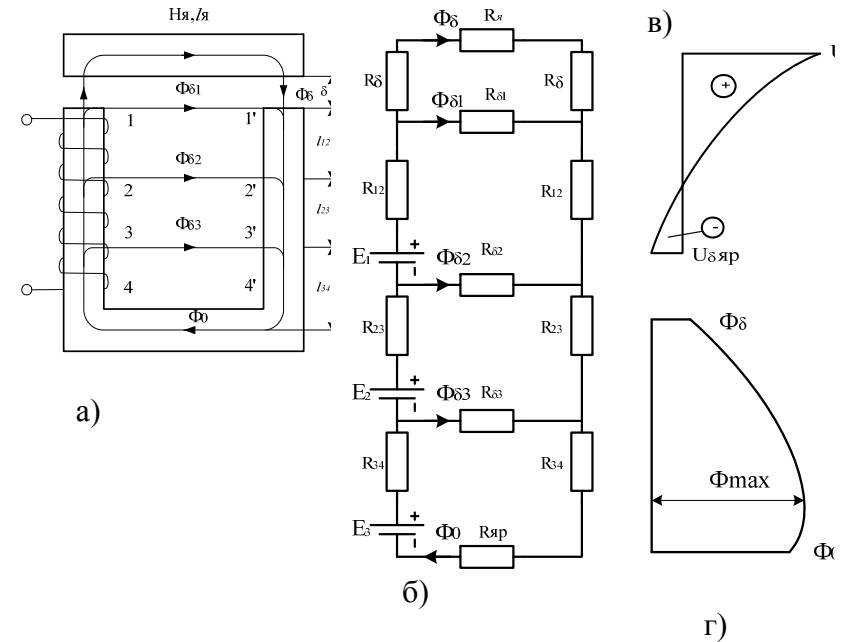 Hя,lя
Φδ1
Φδ
δ
1
1'
l12
Φδ2
2
2'
l23
3
Φδ3
3'
l34
4
4'
Φ0
а)
Φδ
Rя
Rδ
Rδ
Φδ1
Rδ1
R12
R12
E1
+
-
Φδ2
Rδ2
R23
R23
E2
+
-
Φδ3
Rδ3
R34
R34
E3
+
-
Φ0
Rяр
б)
в)
+
-
Uδ яр
Φδ
Φmax
г)